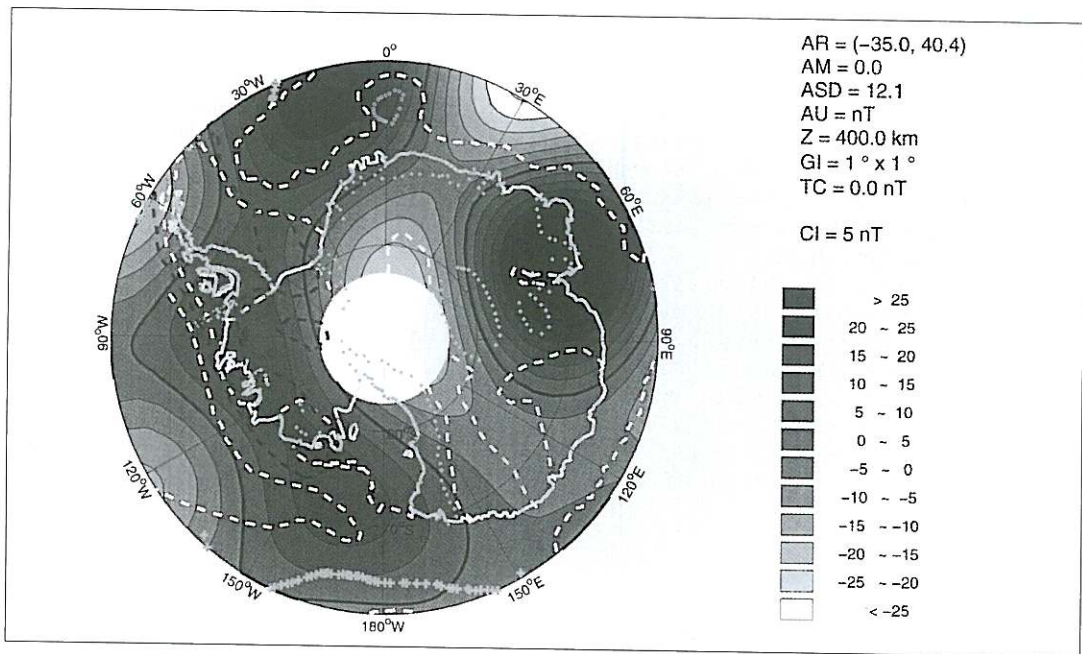 0°
30°W
30°E
60°W
60°E
90°W
90°E
120°W
120°E
150°W
150°E
180°W
AR = (−35.0, 40.4)
AM = 0.0
ASD = 12.1
AU = nT
Z = 400.0 km
GI = 1 ° x 1 °
TC = 0.0 nT
CI = 5 nT
> 25
20 ~ 25
15 ~ 20
10 ~ 15
5 ~ 10
0 ~ 5
−5 ~ 0
−10 ~ −5
−15 ~ −10
−20 ~ −15
−25 ~ −20
< −25